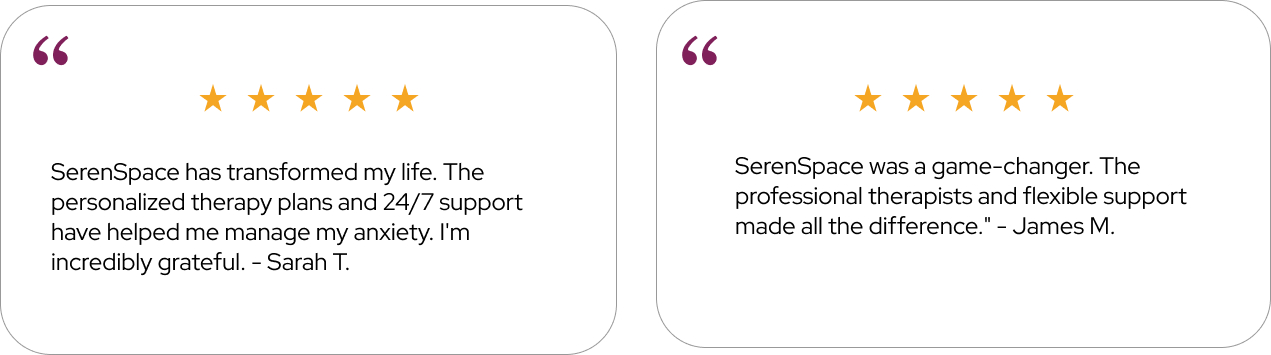 “
SerenSpace has transformed my life. The
personalized therapy plans and 24/7 support
have helped me manage my anxiety. I'm
incredibly grateful. - Sarah T.
“
SerenSpace was a game-changer. The
professional therapists and flexible support
made all the difference." - James M.